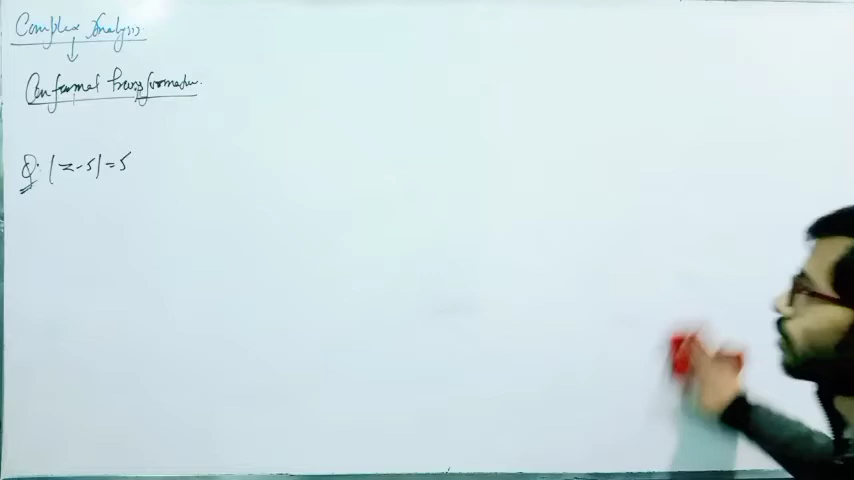 Complex Analysis
↓
Conformal transformation.
Q. |z-5|=5